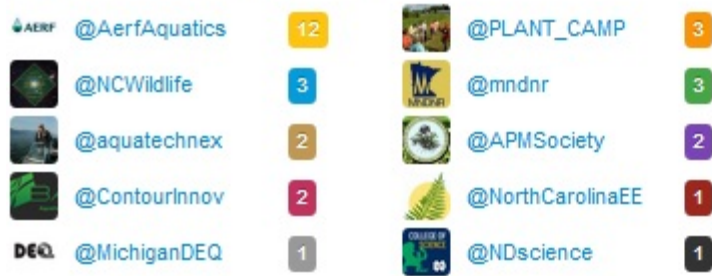 AERF @AerfAquatics 12
@NCWildlife 3
@aquatechnex 2
@ContourInnov 2
DEQ @MichiganDEQ 1
@PLANT_CAMP 3
MNDNR @mndnr 3
@APMSociety 2
@NorthCarolinaEE 1
COLLEGE OF SCIENCE @NDscience 1